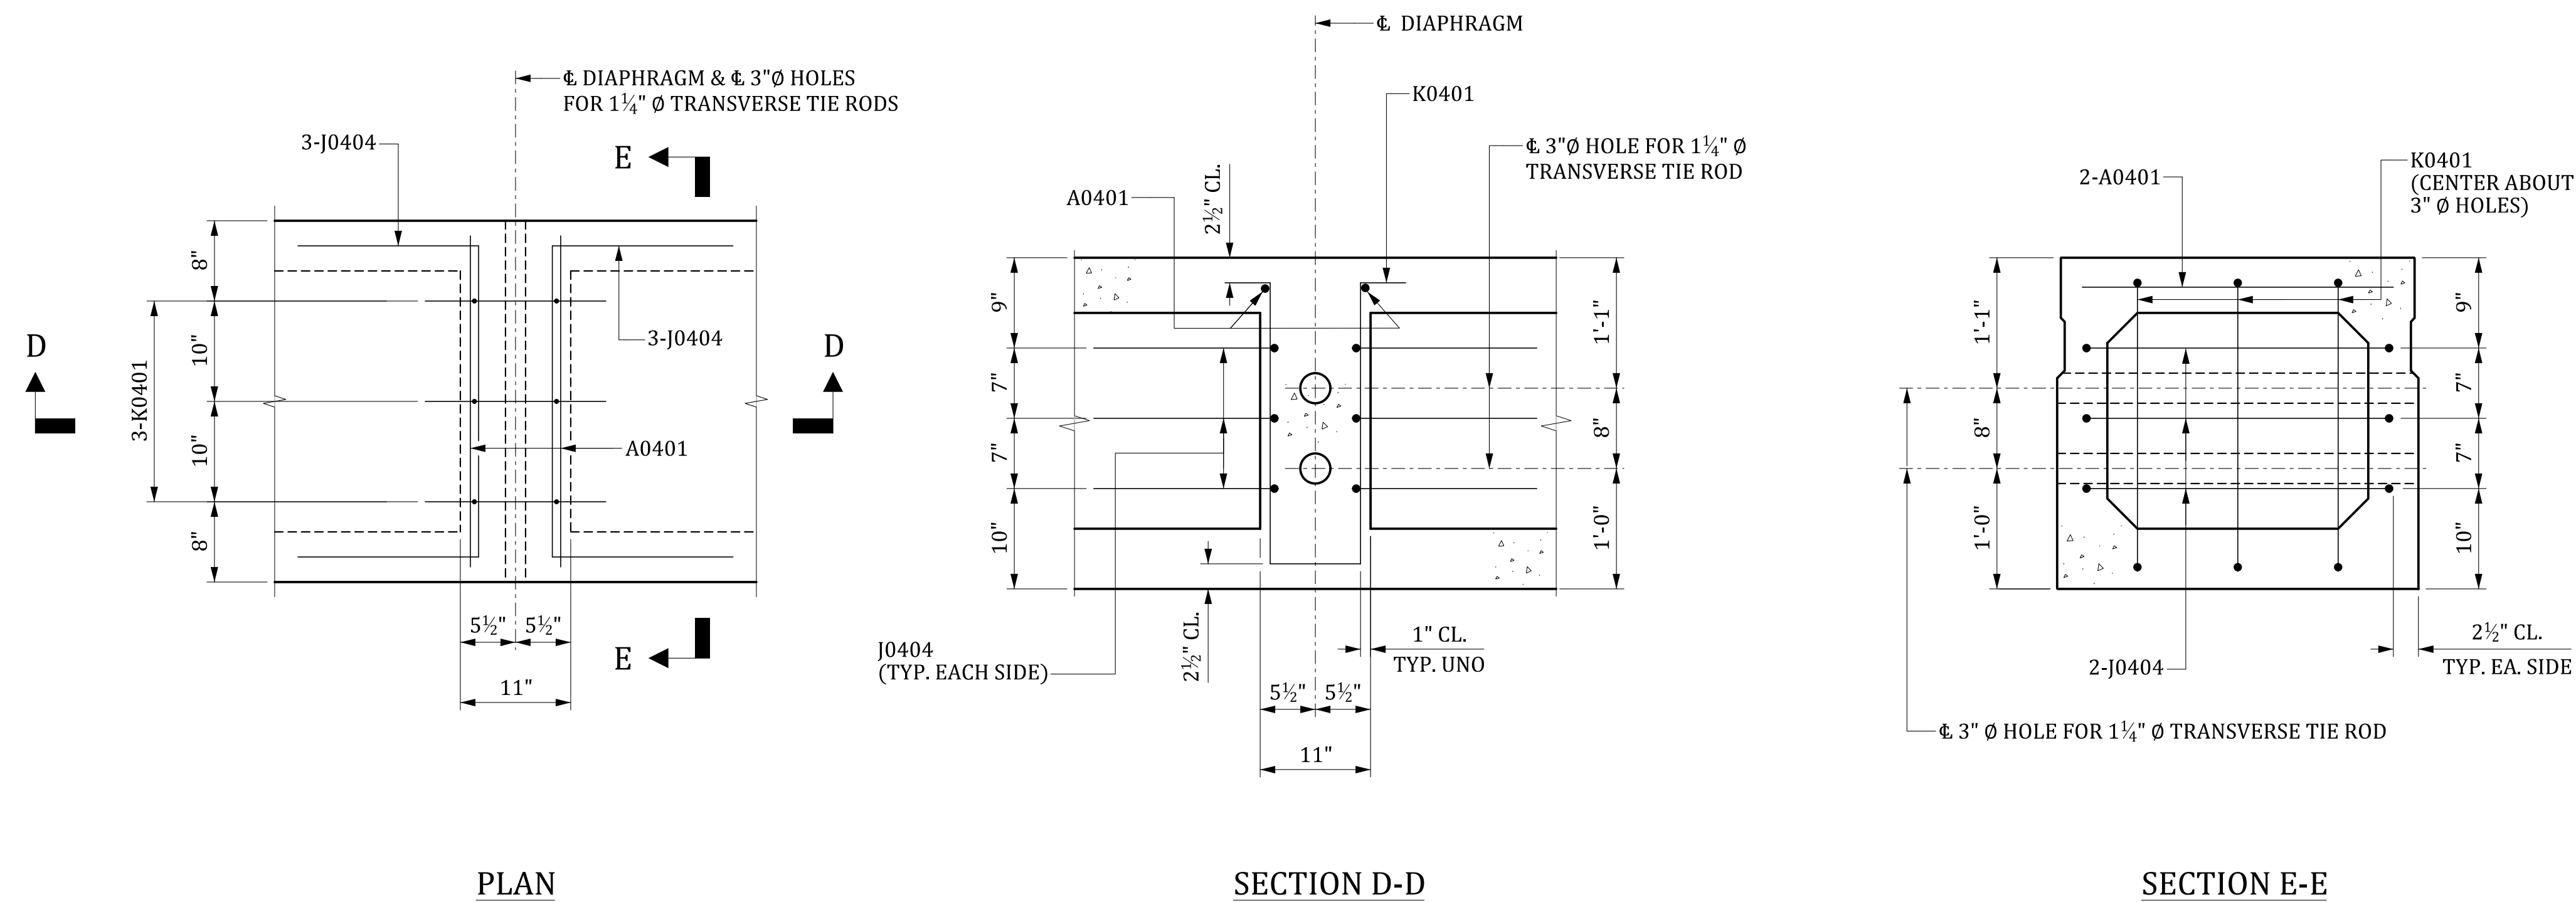 ℄ DIAPHRAGM & ℄ 3"Ø HOLES
FOR 1¼" Ø TRANSVERSE TIE RODS
3-J0404
E
8"
10"
10"
8"
3-K0401
D
D
3-J0404
A0401
5½"
5½"
11"
E
PLAN
℄ DIAPHRAGM
K0401
℄ 3"Ø HOLE FOR 1¼" Ø
TRANSVERSE TIE ROD
A0401
2½" CL.
9"
7"
7"
10"
1'-1"
8"
1'-0"
J0404
(TYP. EACH SIDE)
2½" CL.
1" CL.
TYP. UNO
5½"
5½"
11"
SECTION D-D
2-A0401
K0401
(CENTER ABOUT
3" Ø HOLES)
1'-1"
8"
1'-0"
9"
7"
7"
10"
2-J0404
2½" CL.
TYP. EA. SIDE
℄ 3" Ø HOLE FOR 1¼" Ø TRANSVERSE TIE ROD
SECTION E-E